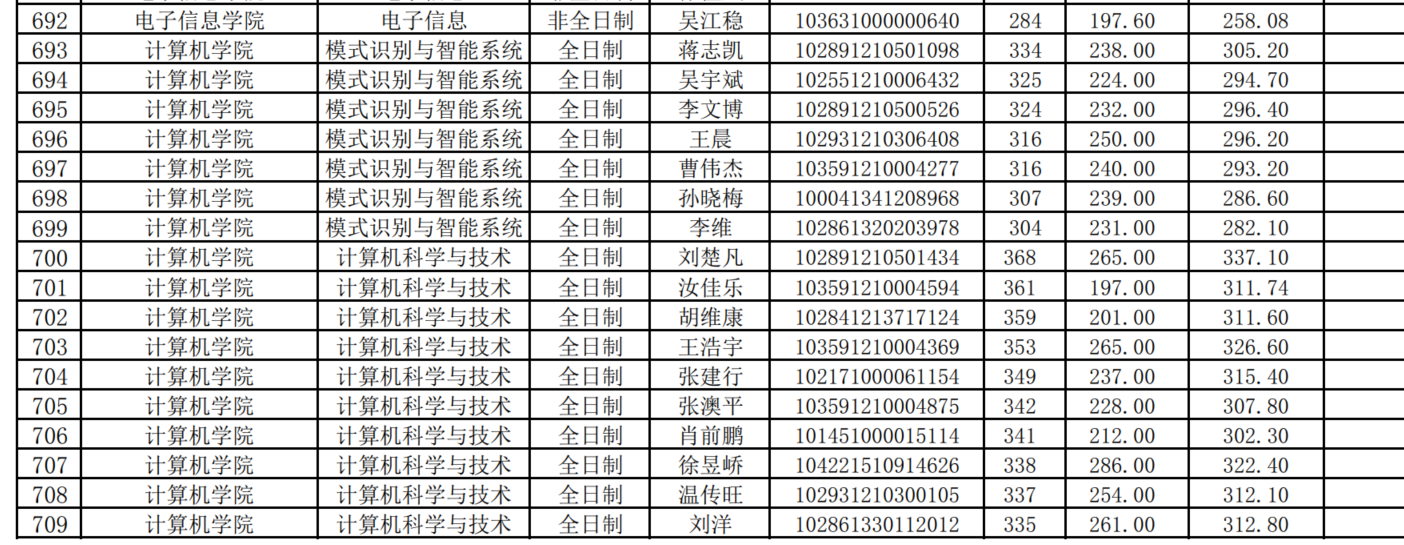 692 电子信息学院 电子信息 非全日制 吴江稳 103631000000640 284 197.60 258.08
693 计算机学院 模式识别与智能系统 全日制 蒋志凯 102891210501098 334 238.00 305.20
694 计算机学院 模式识别与智能系统 全日制 吴宇斌 102551210006432 325 224.00 294.70
695 计算机学院 模式识别与智能系统 全日制 李文博 102891210500526 324 232.00 296.40
696 计算机学院 模式识别与智能系统 全日制 王晨 102931210306408 316 250.00 296.20
697 计算机学院 模式识别与智能系统 全日制 曹伟杰 103591210004277 316 240.00 293.20
698 计算机学院 模式识别与智能系统 全日制 孙晓梅 100041341208968 307 239.00 286.60
699 计算机学院 模式识别与智能系统 全日制 李维 102861320203978 304 231.00 282.10
700 计算机学院 计算机科学与技术 全日制 刘楚凡 102891210501434 368 265.00 337.10
701 计算机学院 计算机科学与技术 全日制 汝佳乐 103591210004594 361 197.00 311.74
702 计算机学院 计算机科学与技术 全日制 胡维康 102841213717124 359 201.00 311.60
703 计算机学院 计算机科学与技术 全日制 王浩宇 103591210004369 353 265.00 326.60
704 计算机学院 计算机科学与技术 全日制 张建行 102171000061154 349 237.00 315.40
705 计算机学院 计算机科学与技术 全日制 张澳平 103591210004875 342 228.00 307.80
706 计算机学院 计算机科学与技术 全日制 肖前鹏 101451000015114 341 212.00 302.30
707 计算机学院 计算机科学与技术 全日制 徐昱峤 104221510914626 338 286.00 322.40
708 计算机学院 计算机科学与技术 全日制 温传旺 102931210300105 337 254.00 312.10
709 计算机学院 计算机科学与技术 全日制 刘洋 102861330112012 335 261.00 312.80